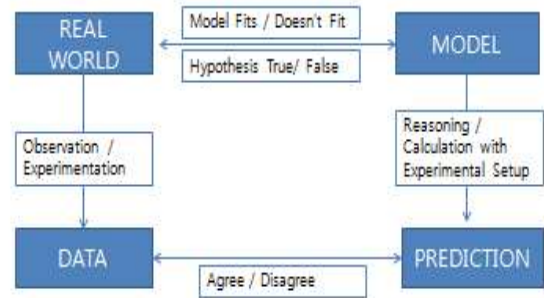 REAL
WORLD
Model Fits / Doesn't Fit
Hypothesis True/ False
MODEL
Observation /
Experimentation
Reasoning /
Calculation with
Experimental Setup
DATA
Agree / Disagree
PREDICTION